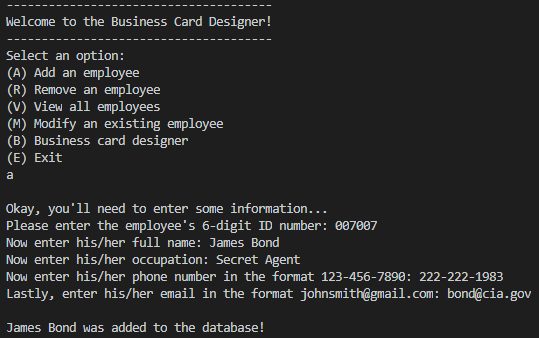 --------------------------------------
Welcome to the Business Card Designer!
--------------------------------------
Select an option:
(A) Add an employee
(R) Remove an employee
(V) View all employees
(M) Modify an existing employee
(B) Business card designer
(E) Exit
a
Okay, you'll need to enter some information...
Please enter the employee's 6-digit ID number: 007007
Now enter his/her full name: James Bond
Now enter his/her occupation: Secret Agent
Now enter his/her phone number in the format 123-456-7890: 222-222-1983
Lastly, enter his/her email in the format johnsmith@gmail.com: bond@cia.gov
James Bond was added to the database!